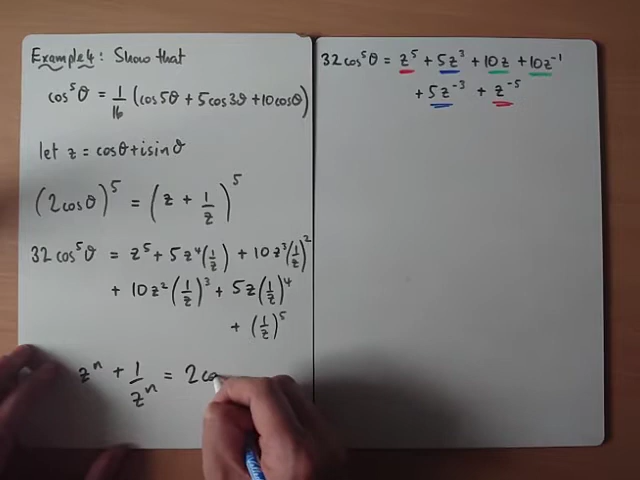 Example 4: Show that
cos⁵θ = 1/16 (cos5θ + 5cos3θ + 10cosθ)
let z = cosθ + isinθ
(2cosθ)⁵ = (z + 1/z)⁵
32cos⁵θ = z⁵ + 5z⁴(1/z) + 10z³(1/z)²
+ 10z²(1/z)³ + 5z(1/z)⁴
+ (1/z)⁵
zⁿ + 1/zⁿ = 2co
32cos⁵θ = z⁵ + 5z³ + 10z + 10z⁻¹
+ 5z⁻³ + z⁻⁵